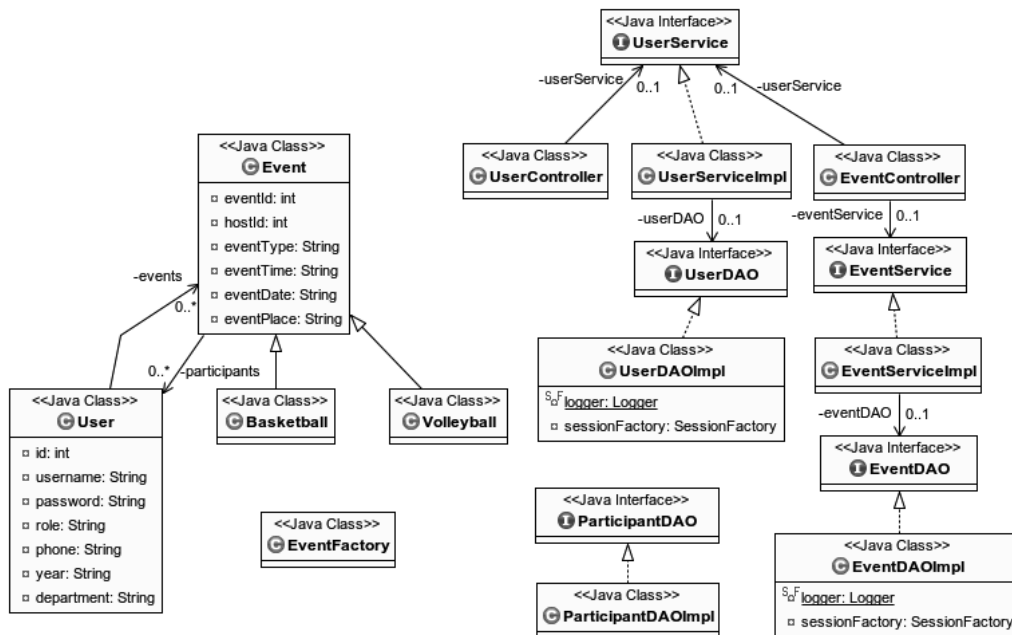 <<Java Interface>>
UserService
-userService
0..1
0..1
-userService
<<Java Class>>
Event
eventId: int
hostId: int
eventType: String
eventTime: String
eventDate: String
eventPlace: String
<<Java Class>>
UserController
<<Java Class>>
UserServiceImpl
<<Java Class>>
EventController
-userDAO
0..1
-eventService
0..1
<<Java Interface>>
UserDAO
<<Java Interface>>
EventService
-events
0..*
0..*
-participants
<<Java Class>>
User
id: int
username: String
password: String
role: String
phone: String
year: String
department: String
<<Java Class>>
Basketball
<<Java Class>>
Volleyball
<<Java Class>>
UserDAOImpl
SoF logger: Logger
sessionFactory: SessionFactory
<<Java Class>>
EventServiceImpl
-eventDAO
0..1
<<Java Interface>>
EventDAO
<<Java Class>>
EventFactory
<<Java Interface>>
ParticipantDAO
<<Java Class>>
ParticipantDAOImpl
<<Java Class>>
EventDAOImpl
SoF logger: Logger
sessionFactory: SessionFactory